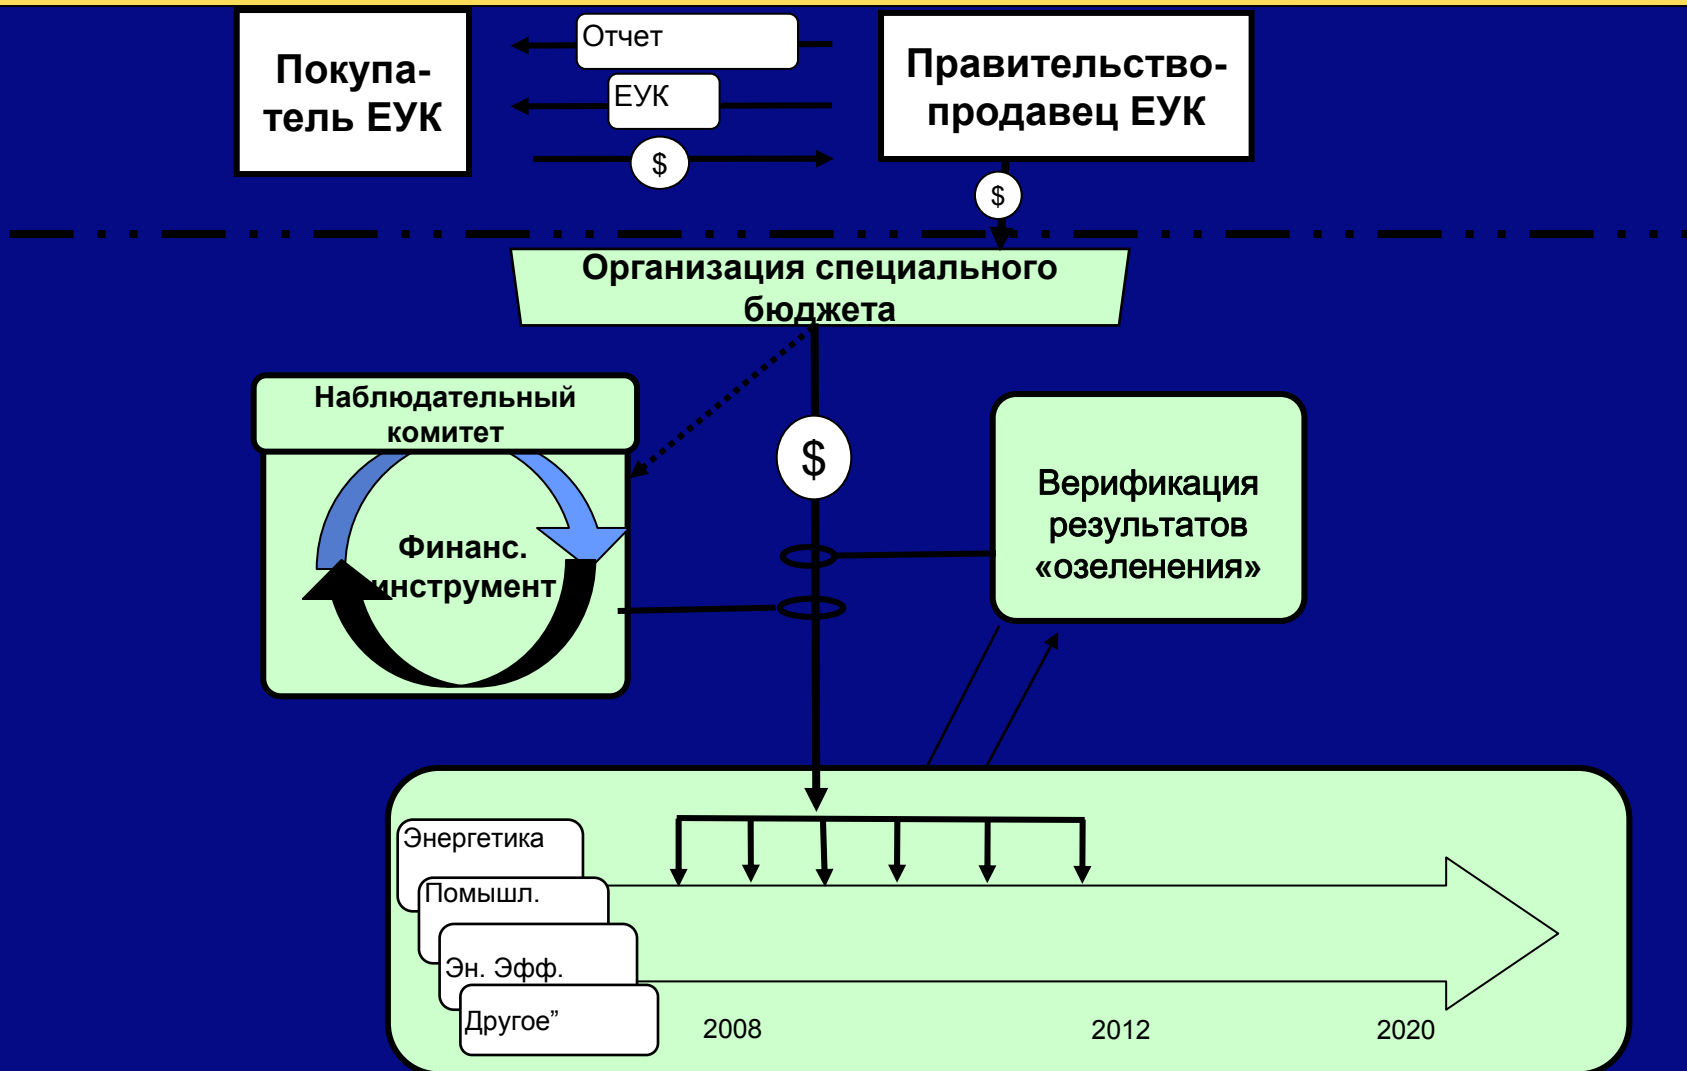 Покупа-
тель ЕУК
Отчет
ЕУК
$
Правительство-
продавец ЕУК
$
Организация специального
бюджета
Наблюдательный
комитет
Финанс.
инструмент
$
Верификация
результатов
«озеленения»
Энергетика
Помышл.
Эн. Эфф.
Другое”
2008
2012
2020